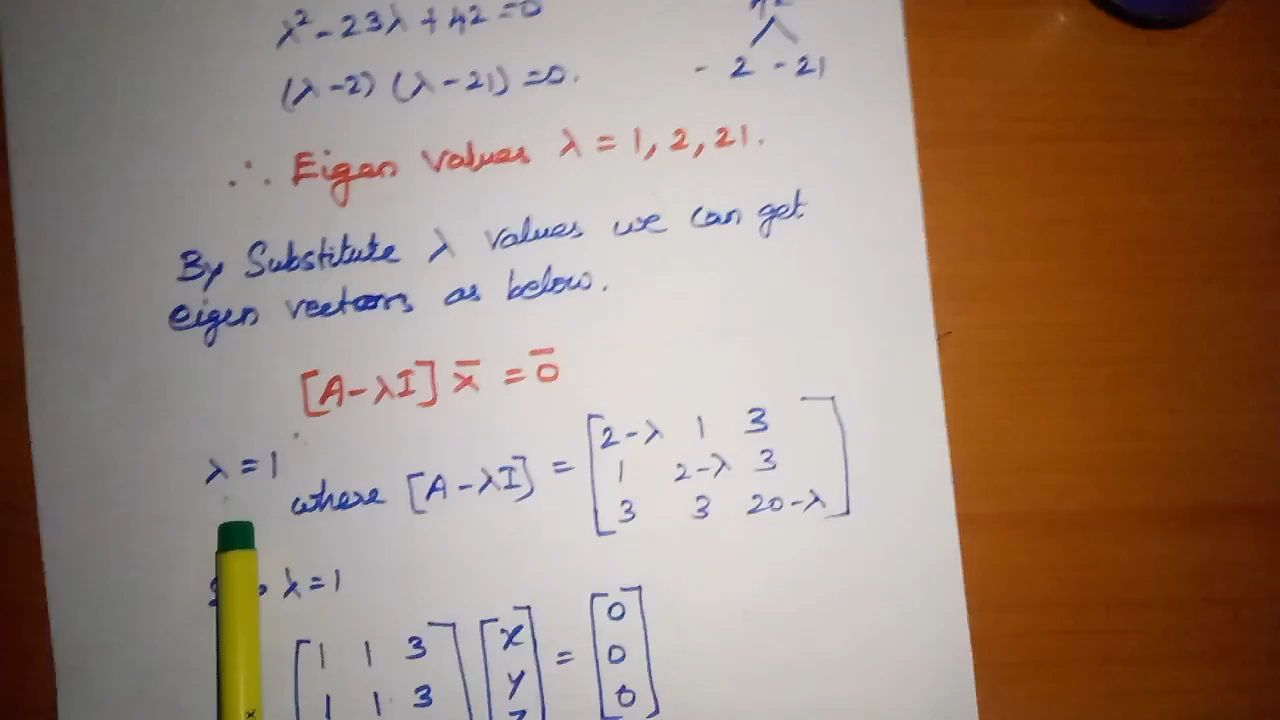 λ² - 23λ + 42 = 0
42
(λ-2) (λ-21) = 0.
- 2 - 21
∴ Eigen Values λ = 1, 2, 21.
By Substitute λ values we can get
eigen vectors as below.
[A-λI] x̄ = 0̄
λ = 1
where [A-λI] = [2-λ 1 3
1 2-λ 3
3 3 20-λ]
λ = 1
[1 1 3] [x] = [0]
1 1 3 y 0
z 0